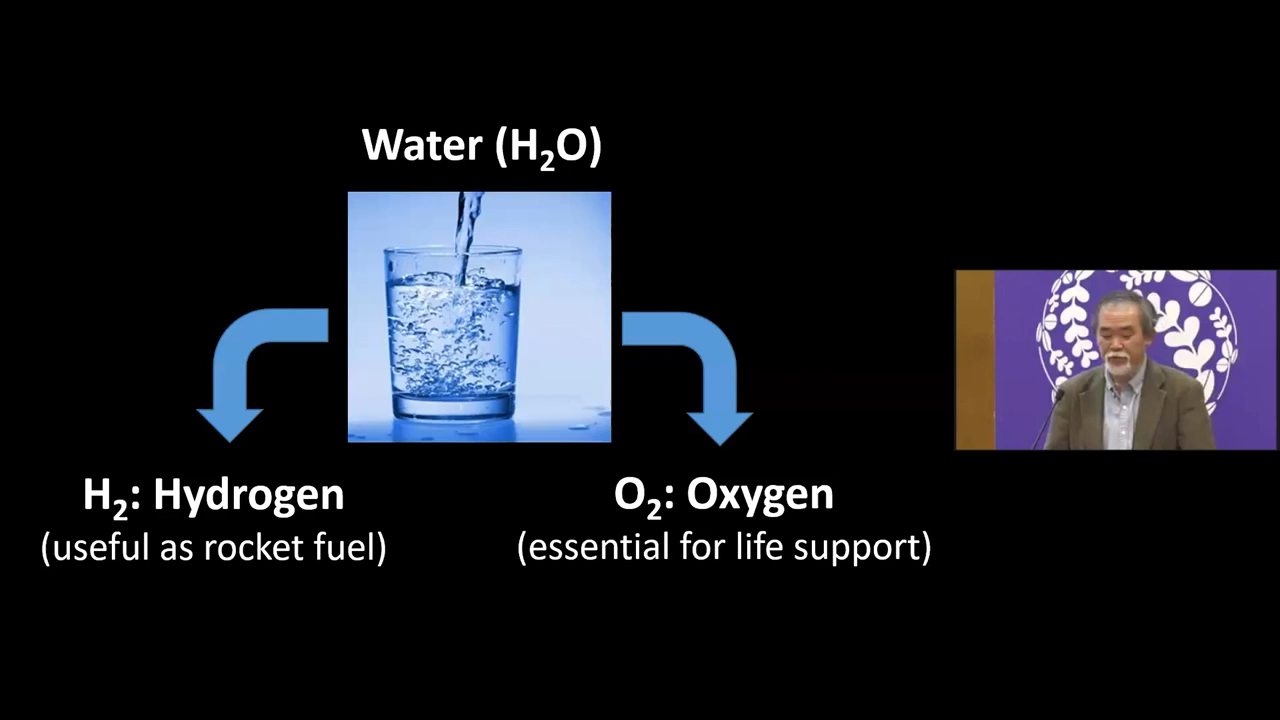 Water (H₂O)
H₂: Hydrogen
(useful as rocket fuel)
O₂: Oxygen
(essential for life support)